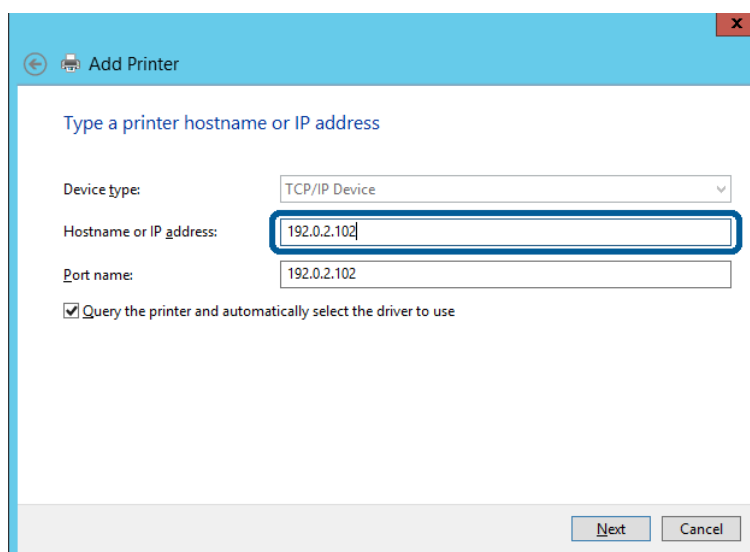 x
Add Printer
Type a printer hostname or IP address
Device type: TCP/IP Device
Hostname or IP address: 192.0.2.102
Port name: 192.0.2.102
Query the printer and automatically select the driver to use
Next Cancel